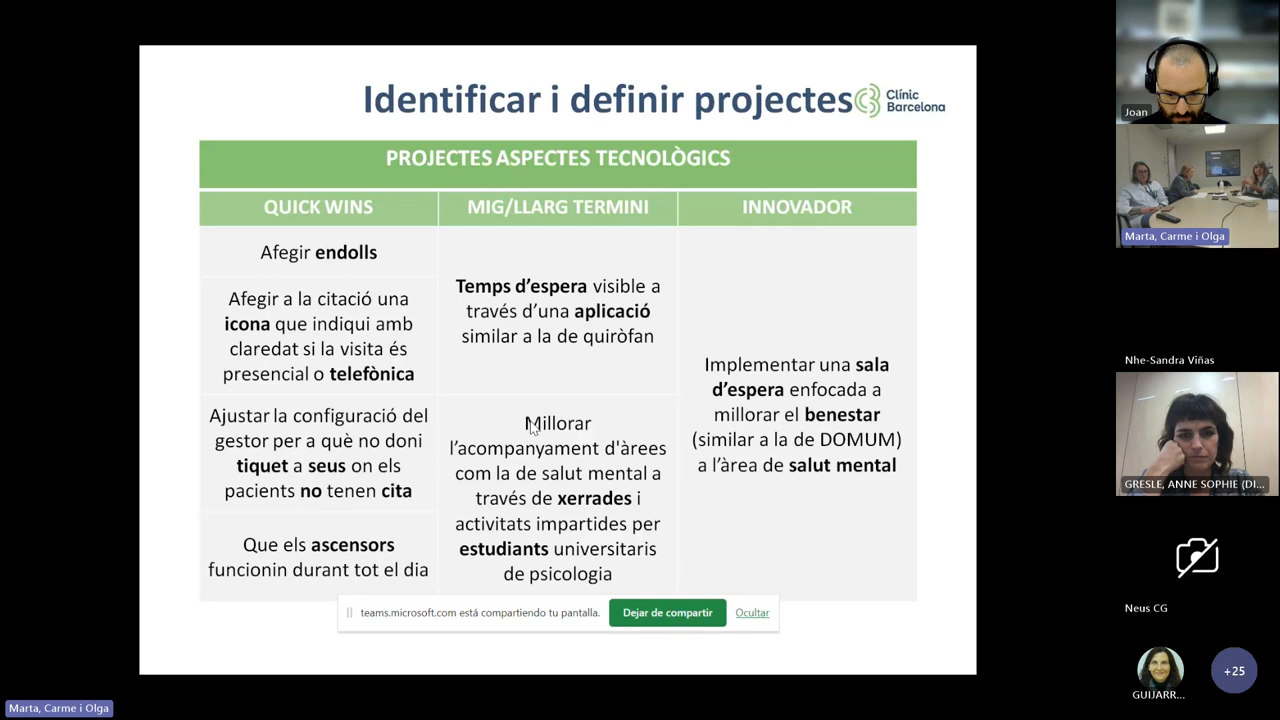 Identificar i definir projectes
Clínic
Barcelona
PROJECTES ASPECTES TECNOLÒGICS
QUICK WINS
MIG/LLARG TERMINI
INNOVADOR
Afegir endolls
Afegir a la citació una
icona que indiqui amb
claredat si la visita és
presencial o telefònica
Ajustar la configuració del
gestor per a què no doni
tiquet a seus on els
pacients no tenen cita
Que els ascensors
funcionin durant tot el dia
Temps d'espera visible a
través d'una aplicació
similar a la de quiròfan
Millorar
l'acompanyament d'àrees
com la de salut mental a
través de xerrades i
activitats impartides per
estudiants universitaris
de psicologia
Implementar una sala
d'espera enfocada a
millorar el benestar
(similar a la de DOMUM)
a l'àrea de salut mental
teams.microsoft.com está compartiendo tu pantalla.
Dejar de compartir
Ocultar
Joan
Marta, Carme i Olga
Nhe-Sandra Viñas
GRESLE, ANNE SOPHIE (DI...
Neus CG
GUIJARR...
+25
Marta, Carme i Olga